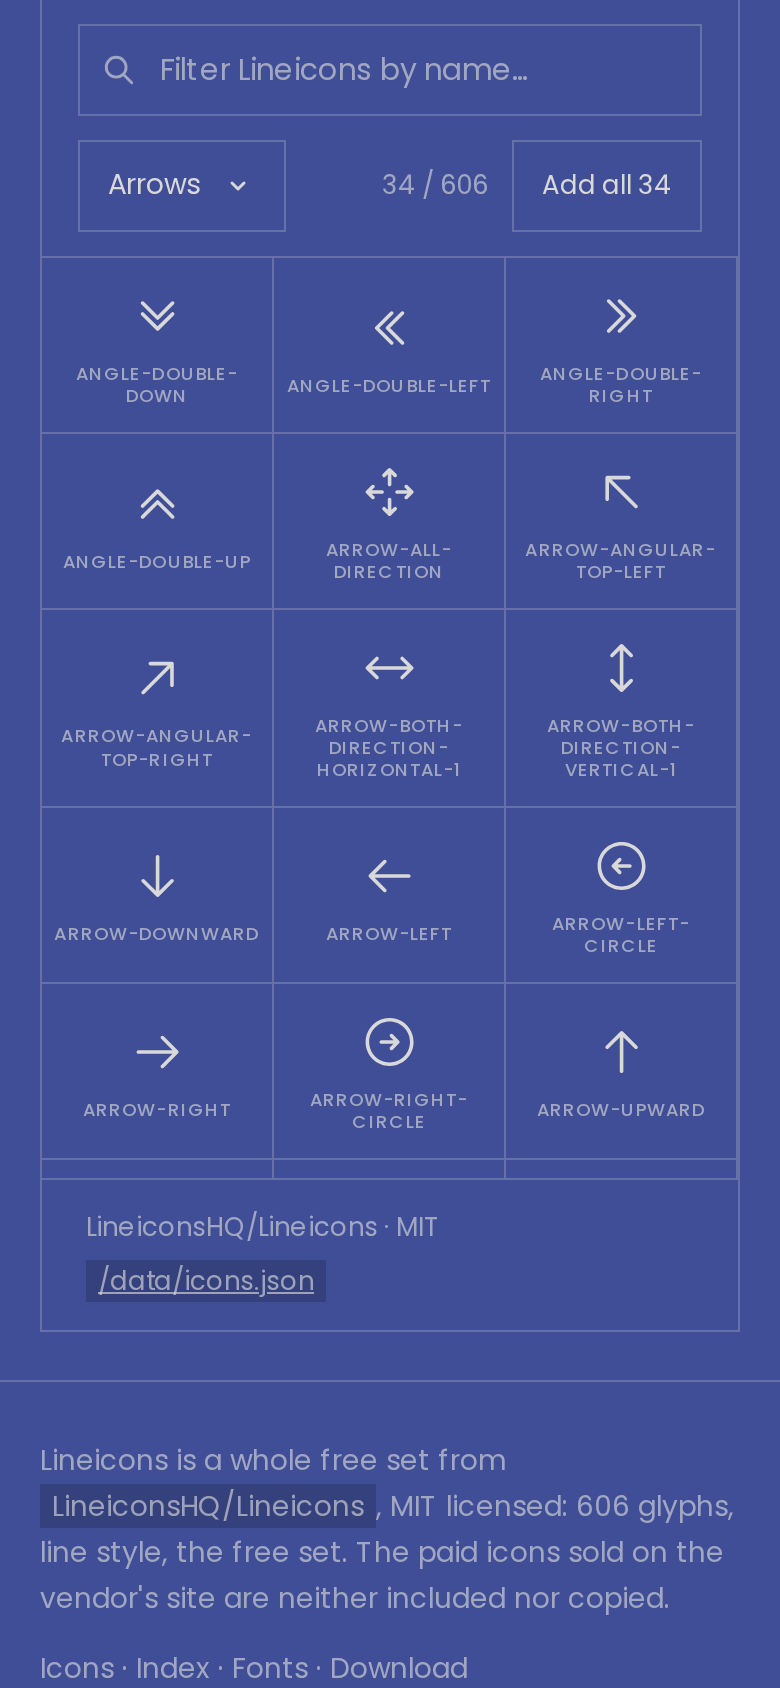 Filter Lineicons by name…
Arrows
34 / 606
Add all 34
ANGLE-DOUBLE-
DOWN
ANGLE-DOUBLE-LEFT
ANGLE-DOUBLE-
RIGHT
ANGLE-DOUBLE-UP
ARROW-ALL-
DIRECTION
ARROW-ANGULAR-
TOP-LEFT
ARROW-ANGULAR-
TOP-RIGHT
ARROW-BOTH-
DIRECTION-
HORIZONTAL-1
ARROW-BOTH-
DIRECTION-
VERTICAL-1
ARROW-DOWNWARD
ARROW-LEFT
ARROW-LEFT-
CIRCLE
ARROW-RIGHT
ARROW-RIGHT-
CIRCLE
ARROW-UPWARD
LineiconsHQ/Lineicons · MIT
/data/icons.json
Lineicons is a whole free set from
LineiconsHQ/Lineicons, MIT licensed: 606 glyphs,
line style, the free set. The paid icons sold on the
vendor's site are neither included nor copied.
Icons · Index · Fonts · Download